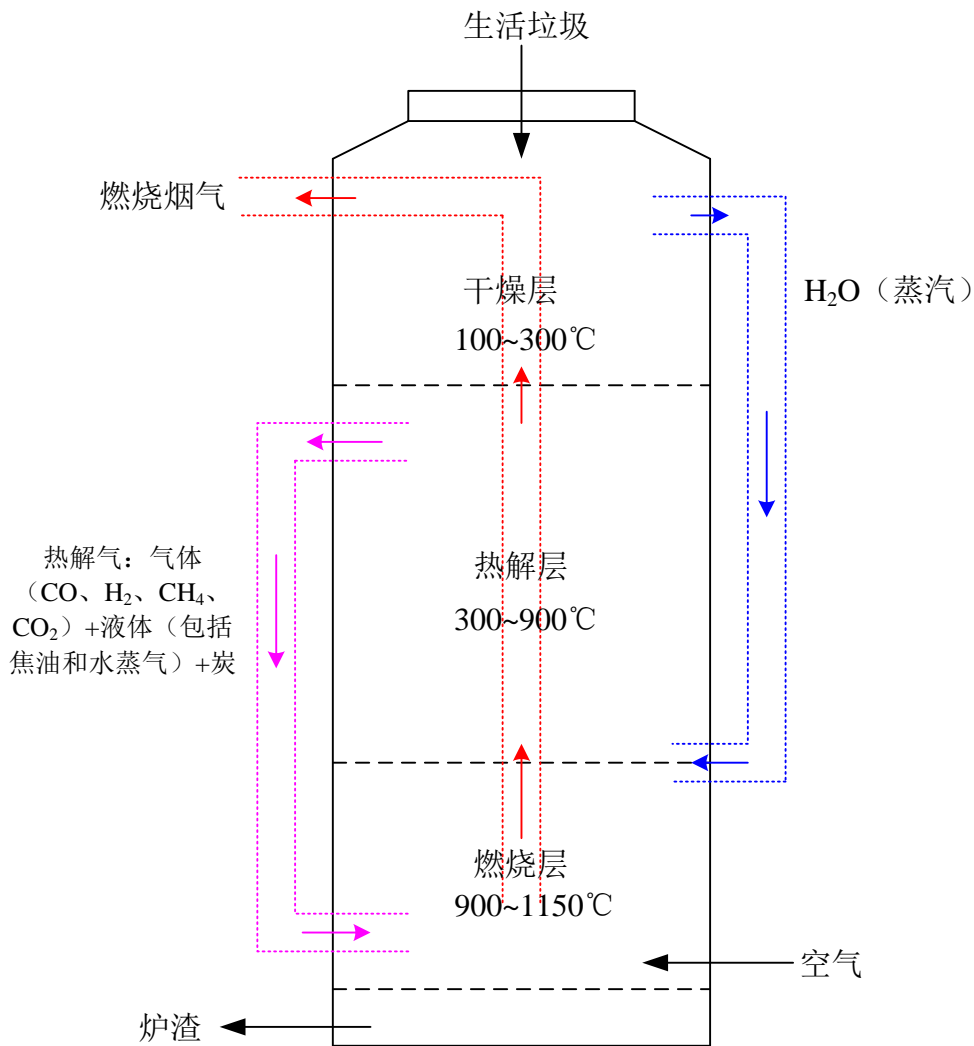 生活垃圾
燃烧烟气
干燥层
100~300℃
H₂O（蒸汽）
热解气：气体
（CO、H₂、CH₄、
CO₂）+液体（包括
焦油和水蒸气）+炭
热解层
300~900℃
燃烧层
900~1150℃
空气
炉渣